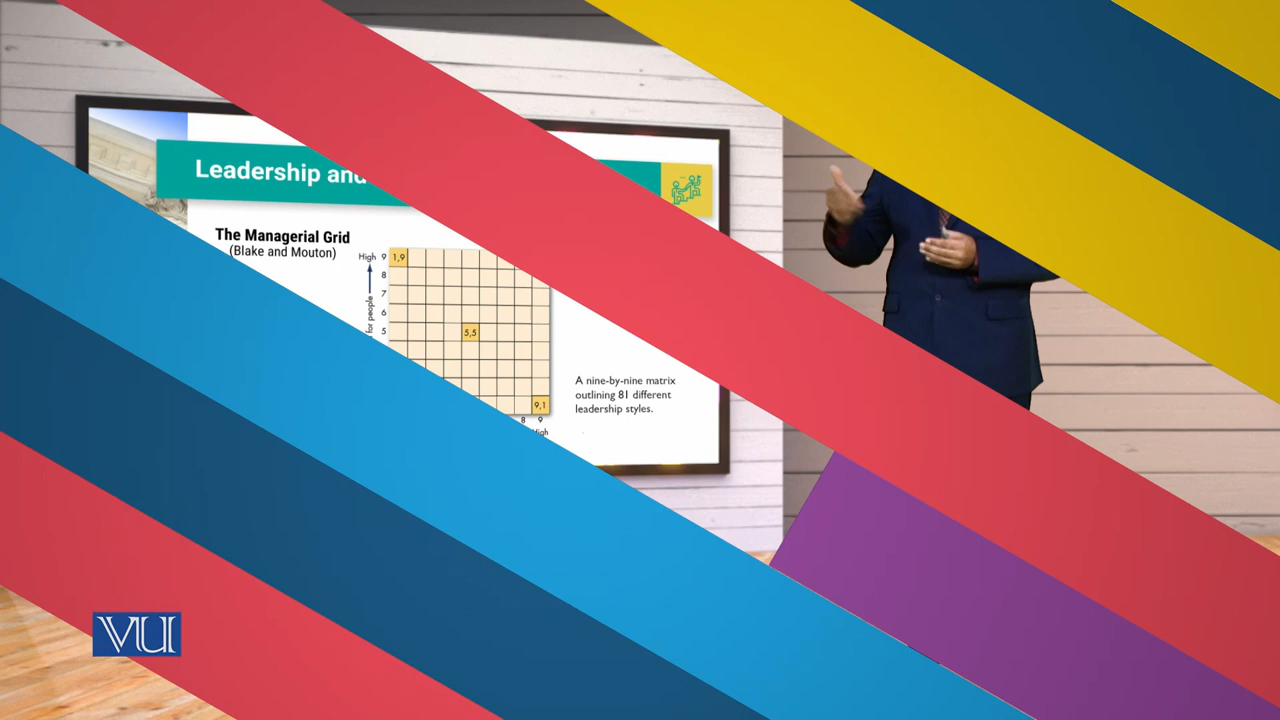 Leadership and
The Managerial Grid
(Blake and Mouton)
High 9 1,9
8
7
6
5 5,5
for people
9,1
8 9
High
A nine-by-nine matrix
outlining 81 different
leadership styles.
VU